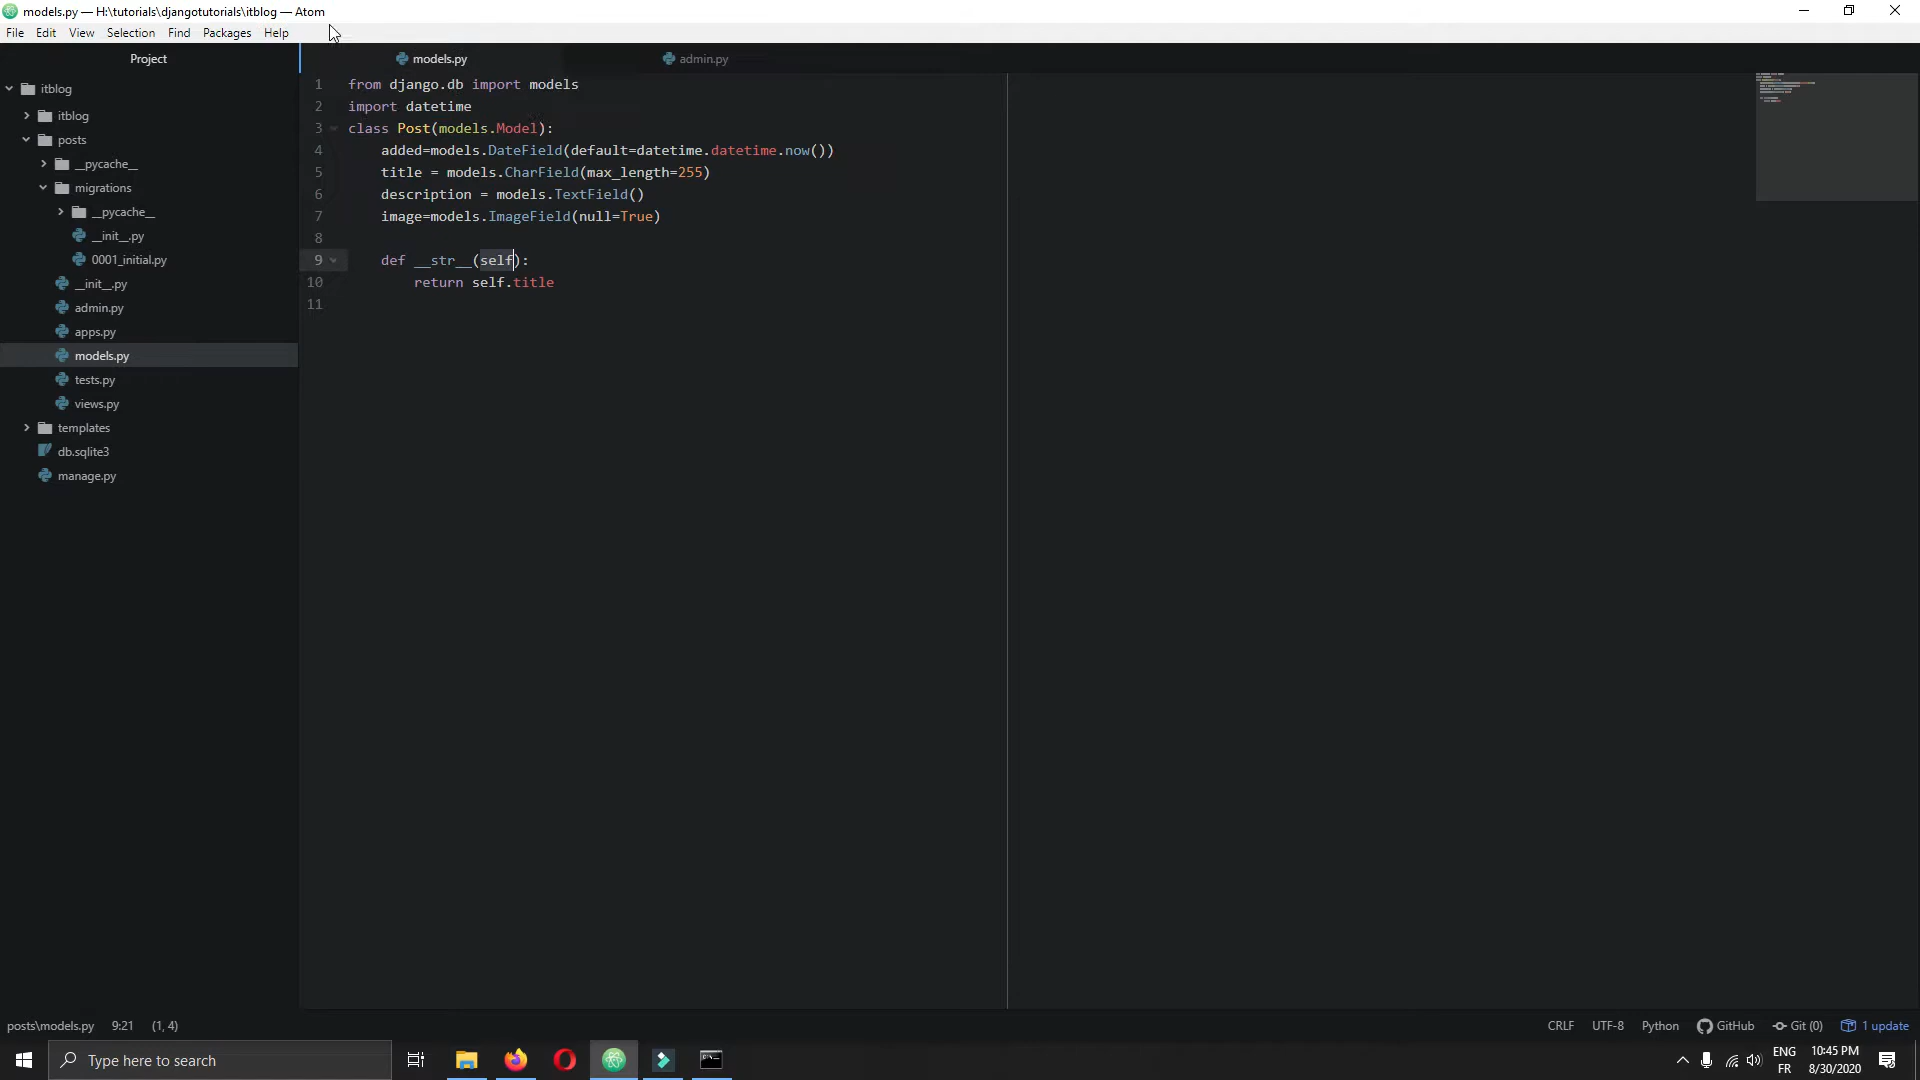 models.py — H:\tutorials\djangotutorials\itblog — Atom
File Edit View Selection Find Packages Help
Project
models.py
admin.py
itblog
itblog
posts
__pycache__
migrations
__pycache__
__init__.py
0001_initial.py
__init__.py
admin.py
apps.py
models.py
tests.py
views.py
templates
db.sqlite3
manage.py
1 from django.db import models
2 import datetime
3 class Post(models.Model):
4 added=models.DateField(default=datetime.datetime.now())
5 title = models.CharField(max_length=255)
6 description = models.TextField()
7 image=models.ImageField(null=True)
8
9 def __str__(self):
10 return self.title
11
posts\models.py 9:21 (1, 4)
CRLF UTF-8 Python GitHub Git (0) 1 update
Type here to search
ENG
FR
10:45 PM
8/30/2020